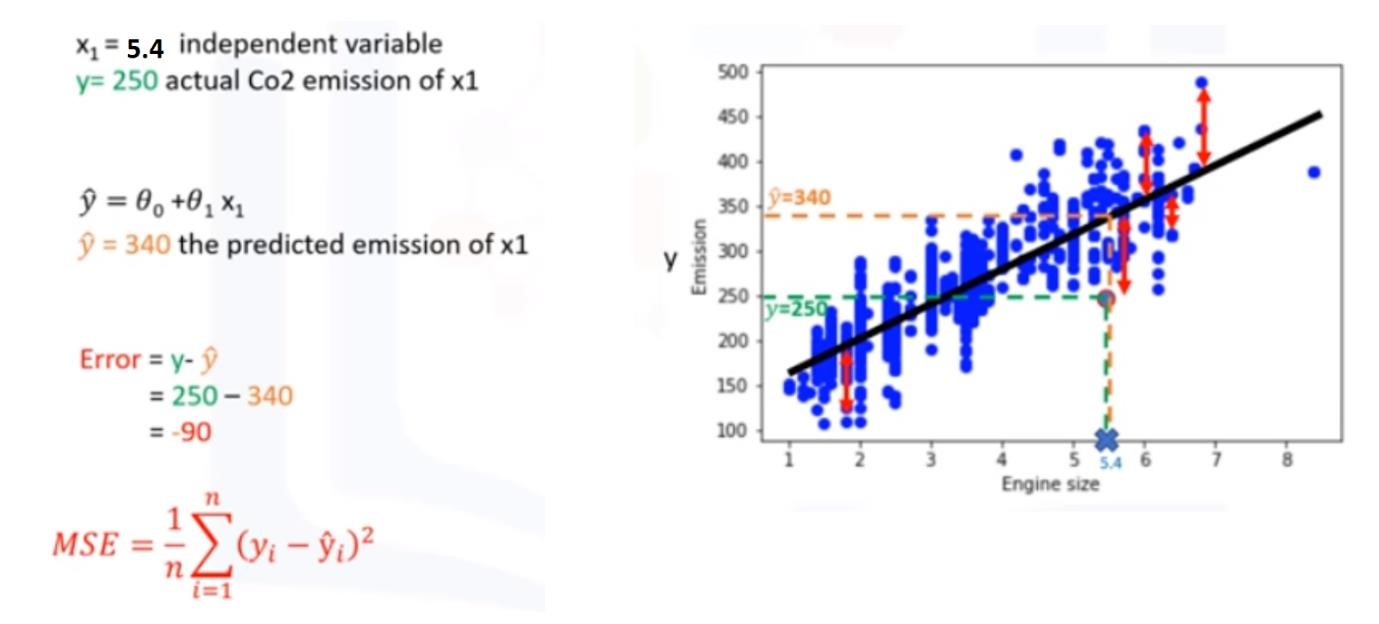 x₁ = 5.4 independent variable
y= 250 actual Co2 emission of x1
ŷ = θ₀ +θ₁ x₁
ŷ = 340 the predicted emission of x1
Error = y- ŷ
= 250 – 340
= -90
MSE = 1/n ∑ᵢ₌₁ⁿ (yᵢ − ŷᵢ)²
500
450
400
350
300
250
200
150
100
ŷ=340
y=250
y
Emission
1 2 3 4 5 5.4 6 7 8
Engine size